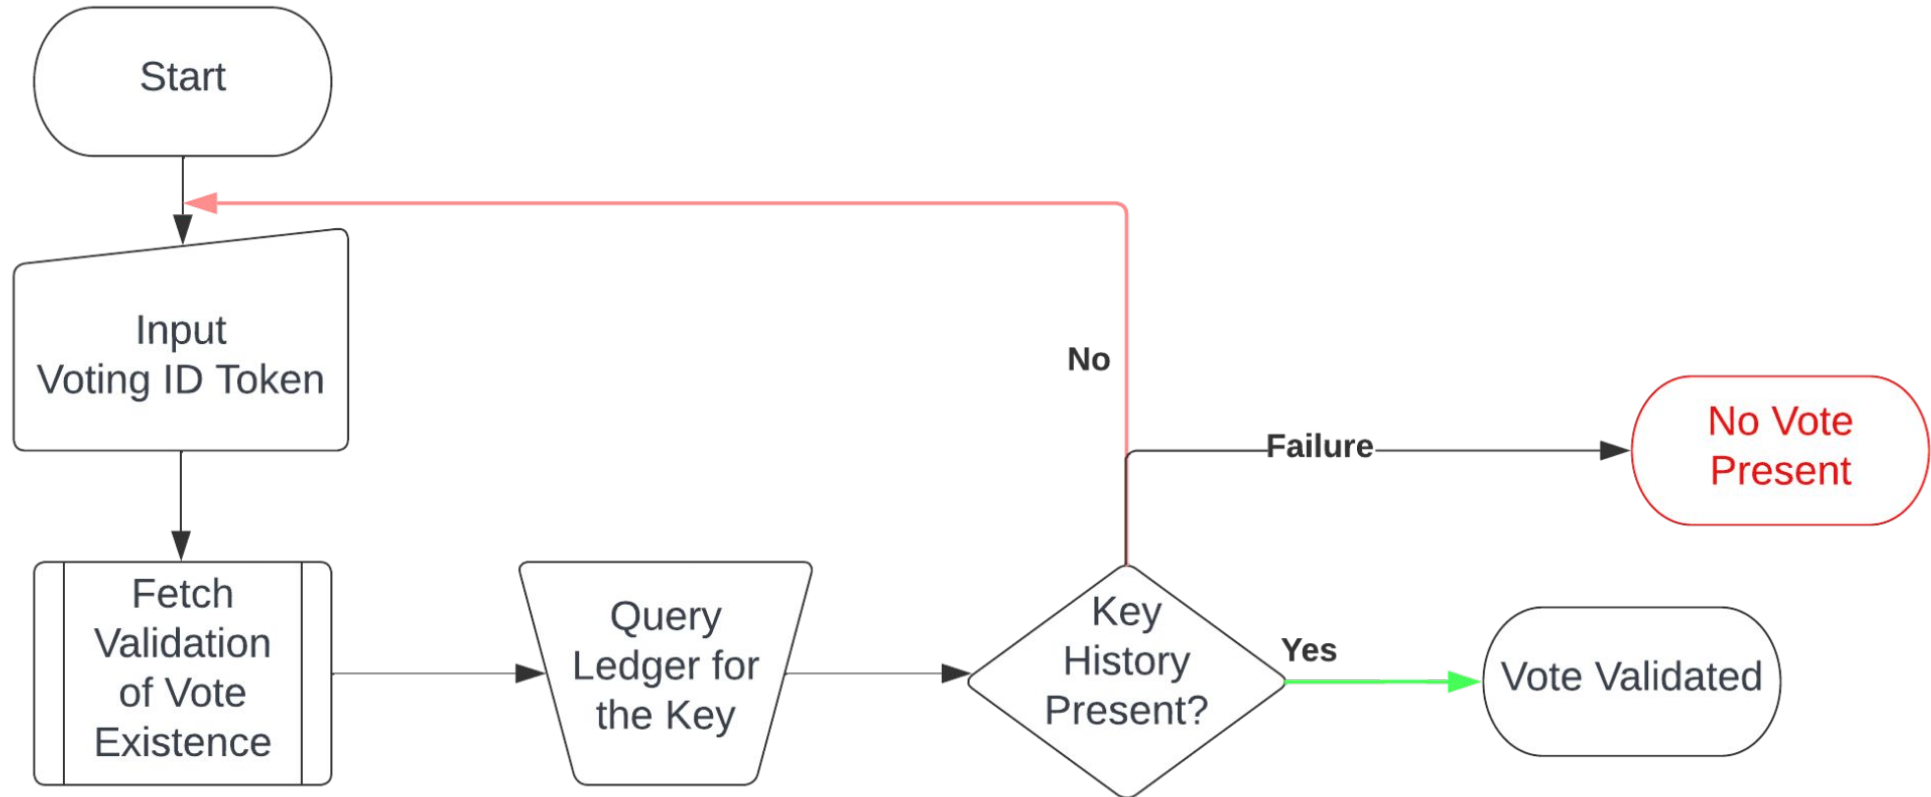 Start
Input
Voting ID Token
Fetch
Validation
of Vote
Existence
Query
Ledger for
the Key
Key
History
Present?
No
Failure
No Vote
Present
Yes
Vote Validated